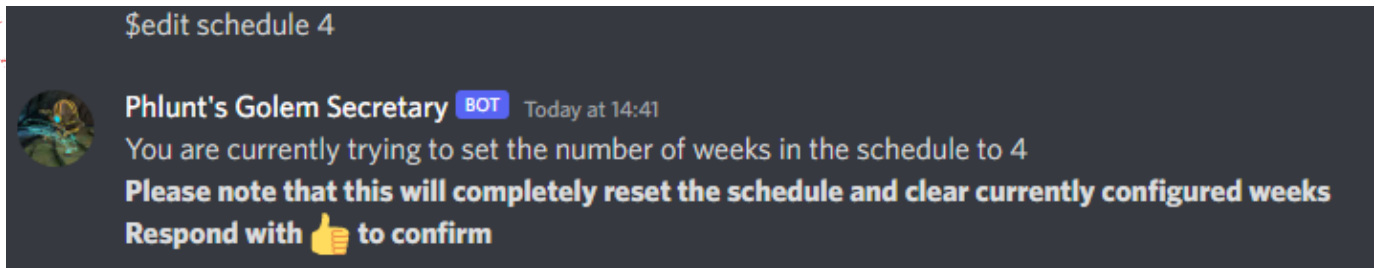 $edit schedule 4
Phlunt's Golem Secretary BOT Today at 14:41
You are currently trying to set the number of weeks in the schedule to 4
Please note that this will completely reset the schedule and clear currently configured weeks
Respond with 👍 to confirm